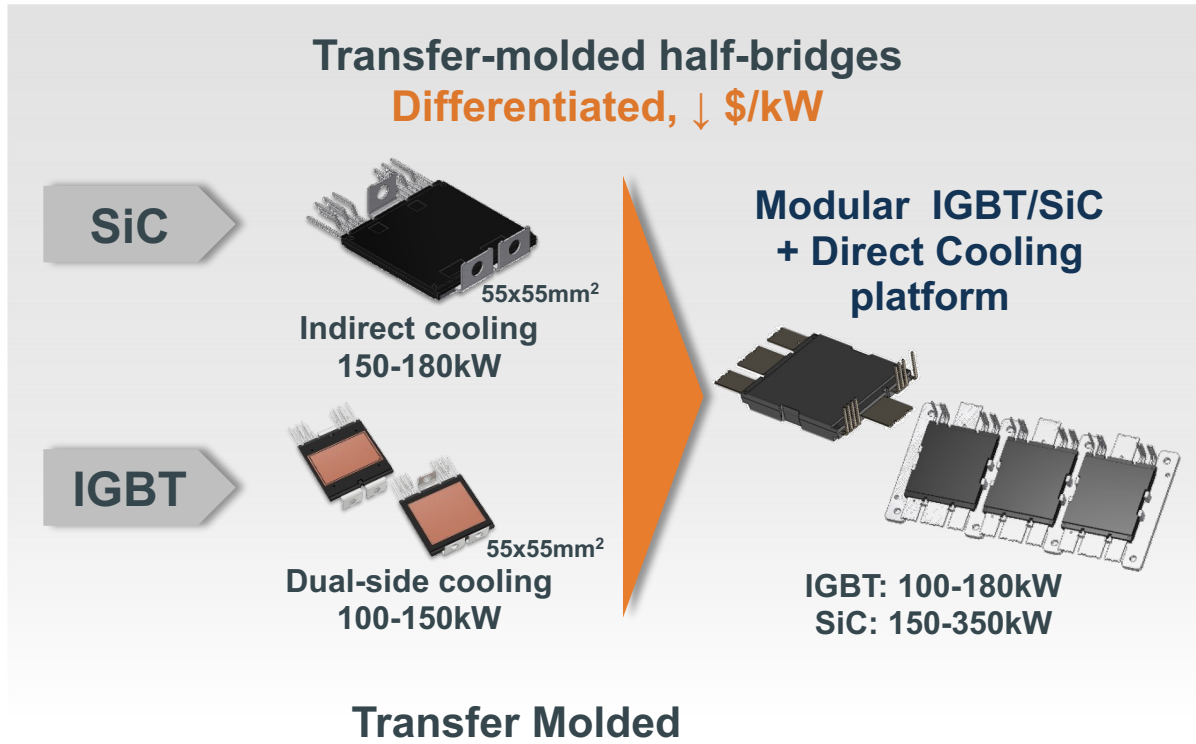 Transfer-molded half-bridges
Differentiated, ↓ $/kW
SiC
55x55mm²
Indirect cooling
150-180kW
IGBT
55x55mm²
Dual-side cooling
100-150kW
Modular IGBT/SiC
+ Direct Cooling
platform
IGBT: 100-180kW
SiC: 150-350kW
Transfer Molded